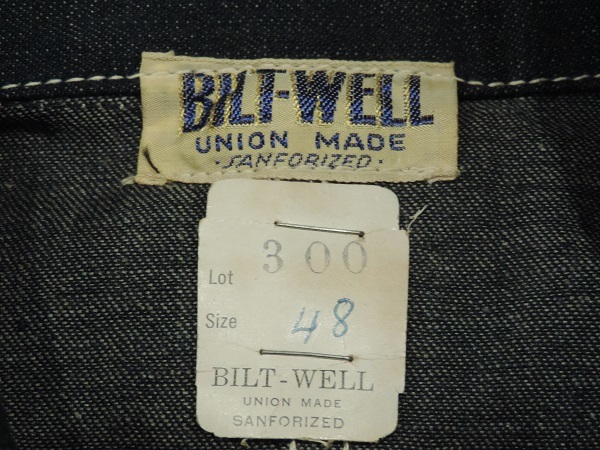 BILT-WELL
UNION MADE
·SANFORIZED·
Lot 300
Size 48
BILT-WELL
UNION MADE
SANFORIZED